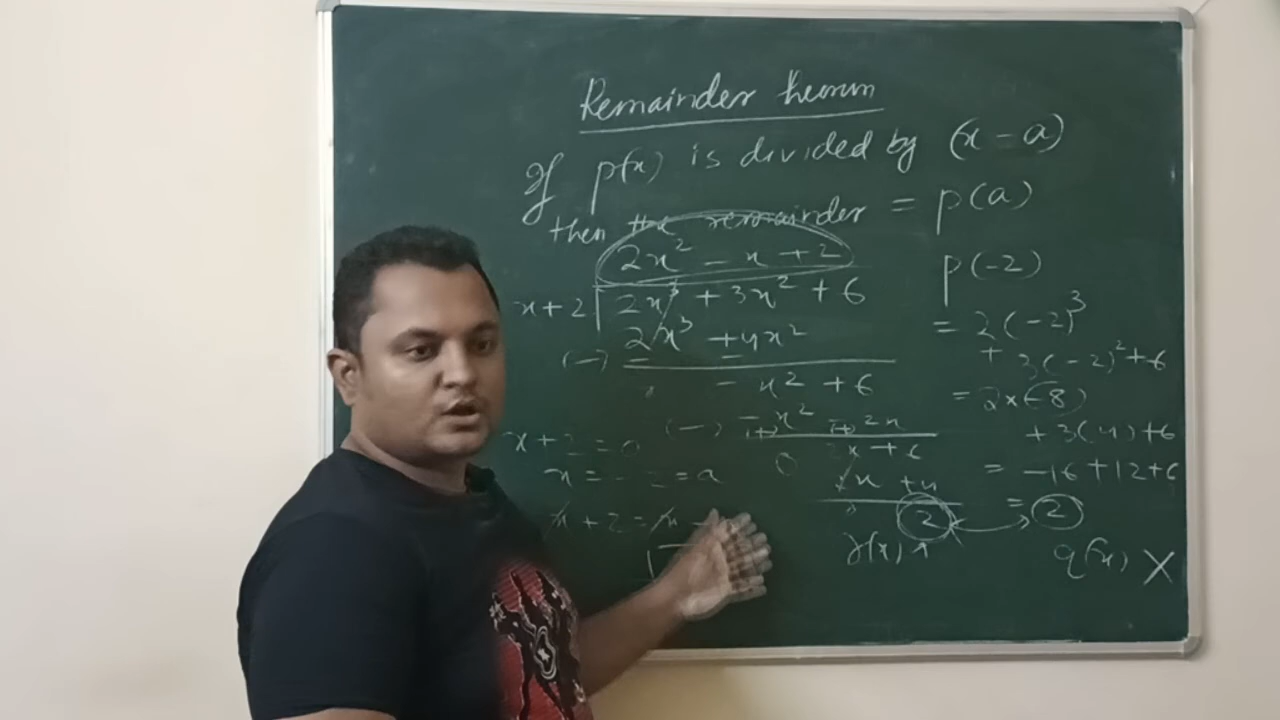 Remainder theorem
If p(x) is divided by (x - a)
then the remainder = p(a)
2x² - x + 2
x+2 | 2x³ + 3x² + 6
2x³ + 4x²
(-)
- x² + 6
(-) - x² - 2x
(+) (+)
0 2x + 6
2x + 4
2
r(x)
x+2 = 0
x = -2 = a
x + 2 = x
p(-2)
= 2(-2)³
+ 3(-2)² + 6
= 2×(-8)
+ 3(4) + 6
= -16 + 12 + 6
= 2
q(x) ×